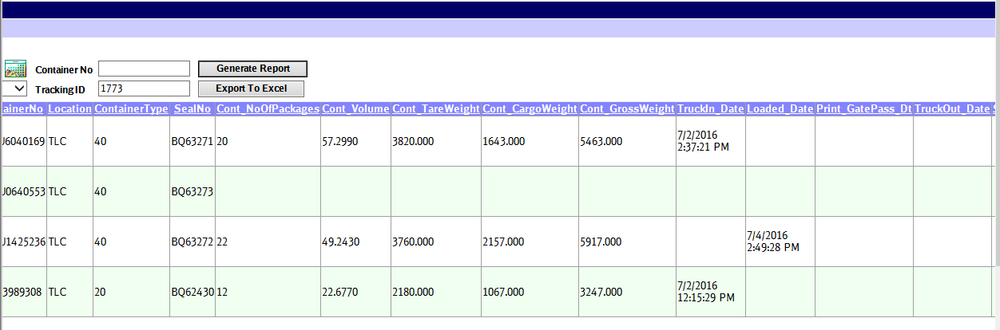 Container No Generate Report
Tracking ID 1773 Export To Excel
ainerNo Location ContainerType SealNo Cont_NoOfPackages Cont_Volume Cont_TareWeight Cont_CargoWeight Cont_GrossWeight TruckIn_Date Loaded_Date Print_GatePass_Dt TruckOut_Date S
J6040169 TLC 40 BQ63271 20 57.2990 3820.000 1643.000 5463.000 7/2/2016
2:37:21 PM
J0640553 TLC 40 BQ63273
J1425236 TLC 40 BQ63272 22 49.2430 3760.000 2157.000 5917.000 7/4/2016
2:49:28 PM
3989308 TLC 20 BQ62430 12 22.6770 2180.000 1067.000 3247.000 7/2/2016
12:15:29 PM